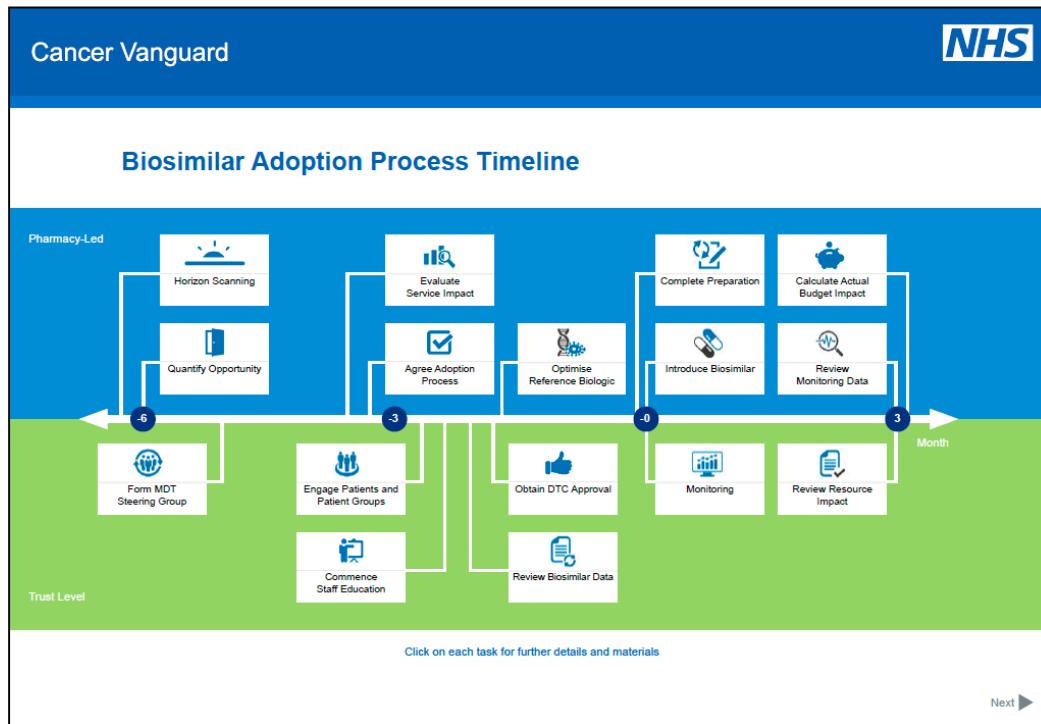 Cancer Vanguard
NHS
Biosimilar Adoption Process Timeline
Pharmacy-Led
Horizon Scanning
Evaluate
Service Impact
Complete Preparation
Calculate Actual
Budget Impact
Quantify Opportunity
Agree Adoption
Process
Optimise
Reference Biologic
Introduce Biosimilar
Review
Monitoring Data
-6
-3
-0
3
Month
Form MDT
Steering Group
Engage Patients and
Patient Groups
Obtain DTC Approval
Monitoring
Review Resource
Impact
Commence
Staff Education
Review Biosimilar Data
Trust Level
Click on each task for further details and materials
Next